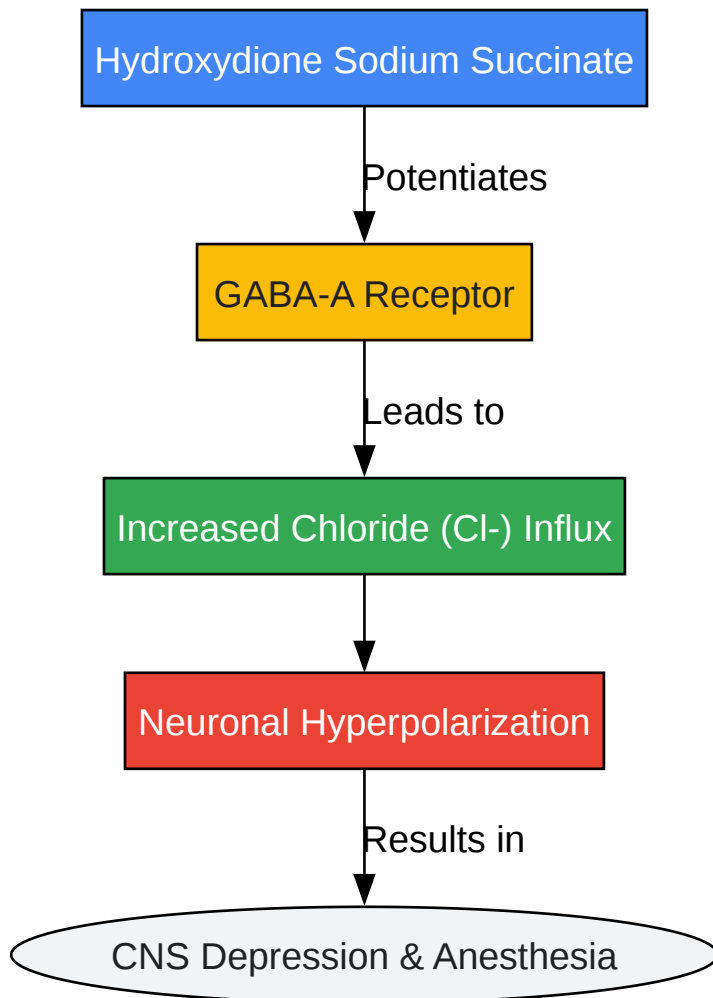 Hydroxydione Sodium Succinate
Potentiates
GABA-A Receptor
Leads to
Increased Chloride (Cl-) Influx
Neuronal Hyperpolarization
Results in
CNS Depression & Anesthesia